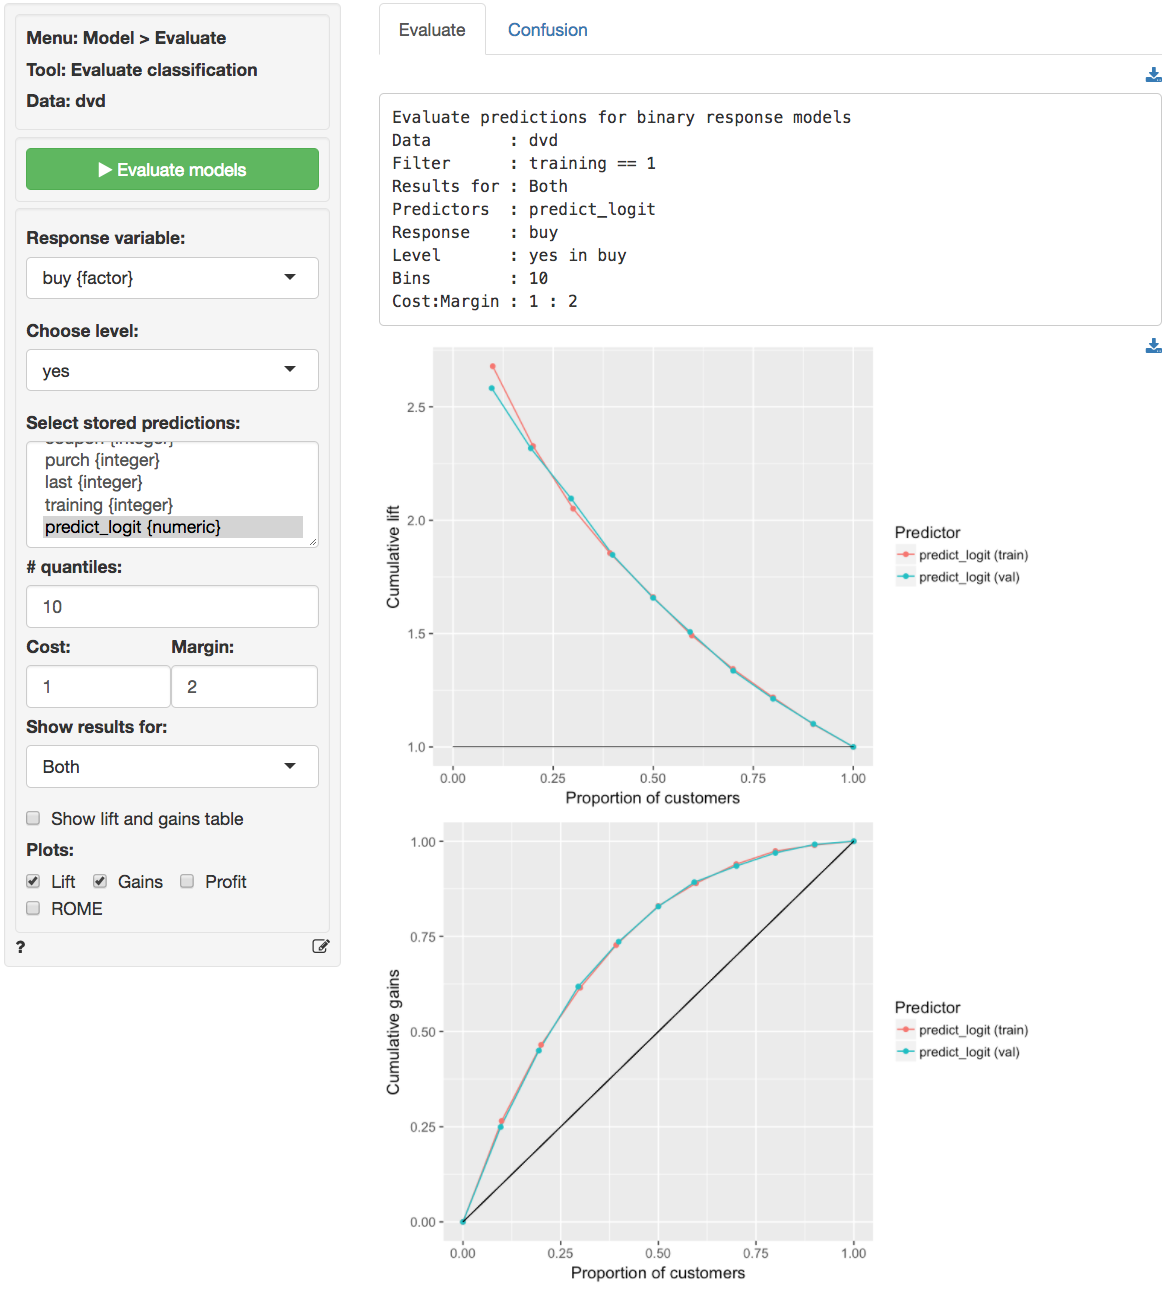 Menu: Model > Evaluate
Tool: Evaluate classification
Data: dvd
Evaluate models
Response variable:
buy {factor}
Choose level:
yes
Select stored predictions:
purch {integer}
last {integer}
training {integer}
predict_logit {numeric}
# quantiles:
10
Cost: Margin:
1 2
Show results for:
Both
Show lift and gains table
Plots:
Lift Gains Profit
ROME
?
Evaluate Confusion
Evaluate predictions for binary response models
Data : dvd
Filter : training == 1
Results for : Both
Predictors : predict_logit
Response : buy
Level : yes in buy
Bins : 10
Cost:Margin : 1 : 2
Cumulative lift
2.5
2.0
1.5
1.0
0.00 0.25 0.50 0.75 1.00
Proportion of customers
Predictor
predict_logit (train)
predict_logit (val)
Cumulative gains
1.00
0.75
0.50
0.25
0.00
0.00 0.25 0.50 0.75 1.00
Proportion of customers
Predictor
predict_logit (train)
predict_logit (val)